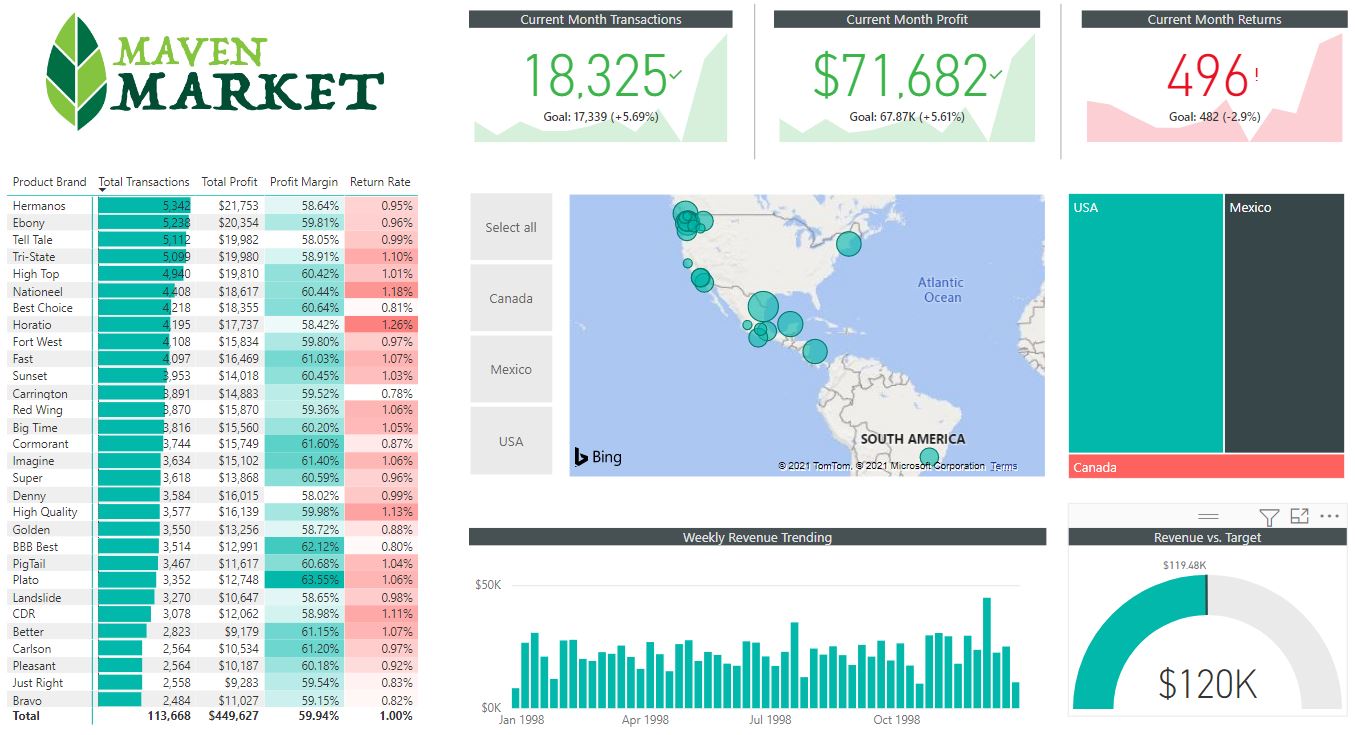 MAVEN
MARKET
Current Month Transactions
18,325
Goal: 17,339 (+5.69%)
Current Month Profit
$71,682
Goal: 67.87K (+5.61%)
Current Month Returns
496!
Goal: 482 (-2.9%)
Product Brand Total Transactions Total Profit Profit Margin Return Rate
Hermanos 5,342 $21,753 58.64% 0.95%
Ebony 5,238 $20,354 59.81% 0.96%
Tell Tale 5,112 $19,982 58.05% 0.99%
Tri-State 5,099 $19,980 58.91% 1.10%
High Top 4,940 $19,810 60.42% 1.01%
Nationeel 4,408 $18,617 60.44% 1.18%
Best Choice 4,218 $18,355 60.64% 0.81%
Horatio 4,195 $17,737 58.42% 1.26%
Fort West 4,108 $15,834 59.80% 0.97%
Fast 4,097 $16,469 61.03% 1.07%
Sunset 3,953 $14,018 60.45% 1.03%
Carrington 3,891 $14,883 59.52% 0.78%
Red Wing 3,870 $15,870 59.36% 1.06%
Big Time 3,816 $15,560 60.20% 1.05%
Cormorant 3,744 $15,749 61.60% 0.87%
Imagine 3,634 $15,102 61.40% 1.06%
Super 3,618 $13,868 60.59% 0.96%
Denny 3,584 $16,015 58.02% 0.99%
High Quality 3,577 $16,139 59.98% 1.13%
Golden 3,550 $13,256 58.72% 0.88%
BBB Best 3,514 $12,991 62.12% 0.80%
PigTail 3,467 $11,617 60.68% 1.04%
Plato 3,352 $12,748 63.55% 1.06%
Landslide 3,270 $10,647 58.65% 0.98%
CDR 3,078 $12,062 58.98% 1.11%
Better 2,823 $9,179 61.15% 1.07%
Carlson 2,564 $10,534 61.20% 0.97%
Pleasant 2,564 $10,187 60.18% 0.92%
Just Right 2,558 $9,283 59.54% 0.83%
Bravo 2,484 $11,027 59.15% 0.82%
Total 113,668 $449,627 59.94% 1.00%
Select all
Canada
Mexico
USA
Atlantic
Ocean
SOUTH AMERICA
Bing
© 2021 TomTom, © 2021 Microsoft Corporation Terms
USA
Mexico
Canada
Weekly Revenue Trending
$50K
$0K
Jan 1998 Apr 1998 Jul 1998 Oct 1998
Revenue vs. Target
$119.48K
$120K